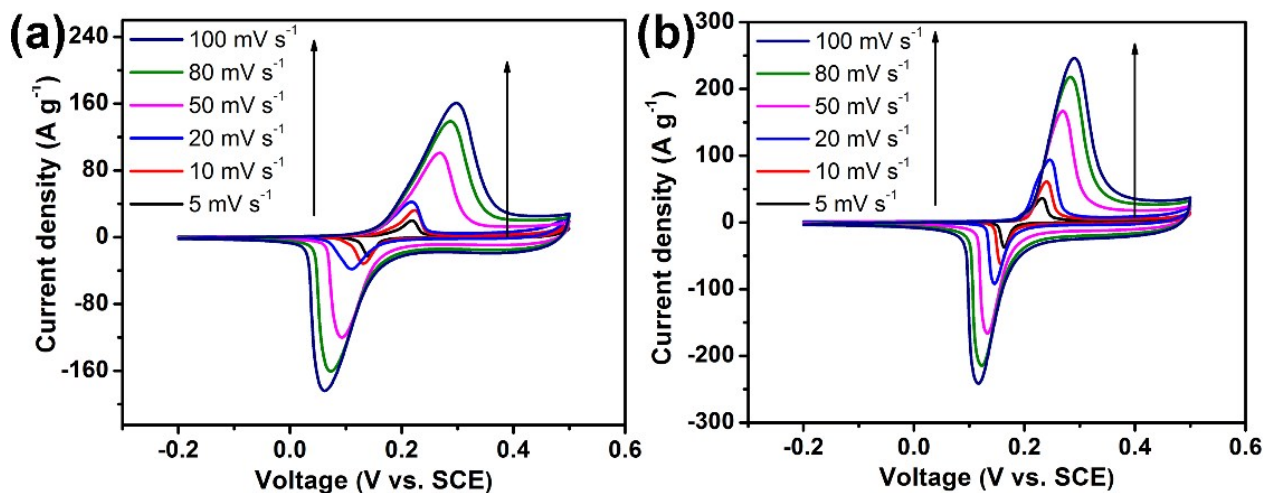 (a)
100 mV s⁻¹
80 mV s⁻¹
50 mV s⁻¹
20 mV s⁻¹
10 mV s⁻¹
5 mV s⁻¹
240
160
80
0
-80
-160
Current density (A g⁻¹)
-0.2 0.0 0.2 0.4 0.6
Voltage (V vs. SCE)
(b)
100 mV s⁻¹
80 mV s⁻¹
50 mV s⁻¹
20 mV s⁻¹
10 mV s⁻¹
5 mV s⁻¹
300
200
100
0
-100
-200
-300
Current density (A g⁻¹)
-0.2 0.0 0.2 0.4 0.6
Voltage (V vs. SCE)